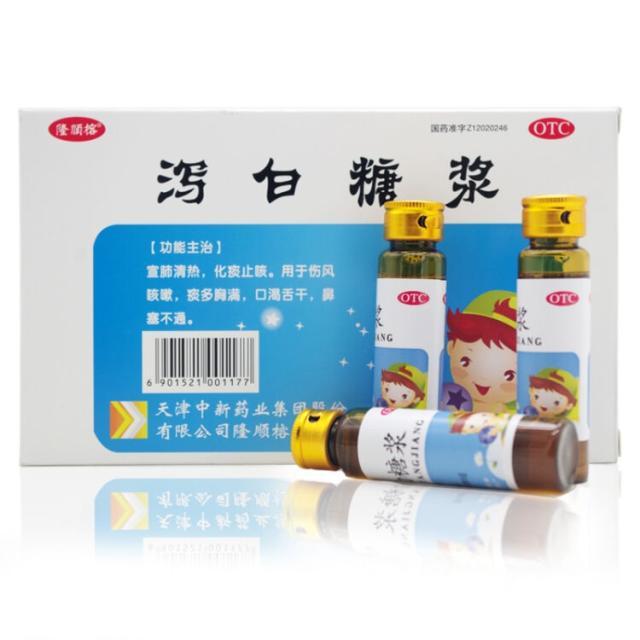 隆顺榕®
国药准字Z12020246
OTC
泻白糖浆
【功能主治】
宣肺清热，化痰止咳。用于伤风
咳嗽，痰多胸满，口渴舌干，鼻
塞不通。
6 901521 001177
天津中新药业集团股份
有限公司隆顺榕
OTC
OTC
浆
JIANG
糖浆
ANGJIANG